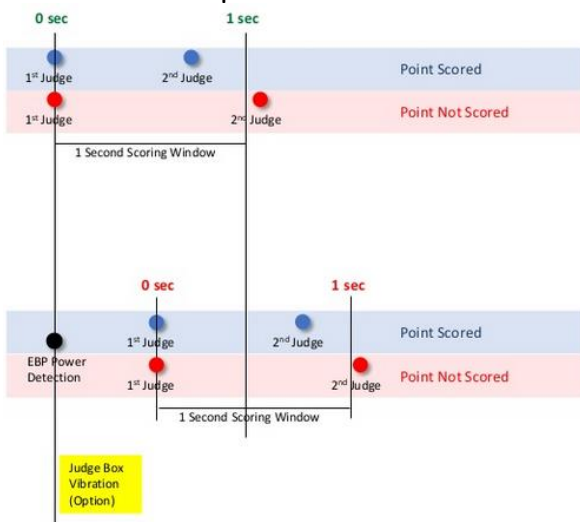 0 sec 1 sec
1st Judge 2nd Judge Point Scored
1st Judge 2nd Judge Point Not Scored
1 Second Scoring Window
0 sec 1 sec
1st Judge 2nd Judge Point Scored
EBP Power
Detection
1st Judge 2nd Judge Point Not Scored
1 Second Scoring Window
Judge Box
Vibration
(Option)